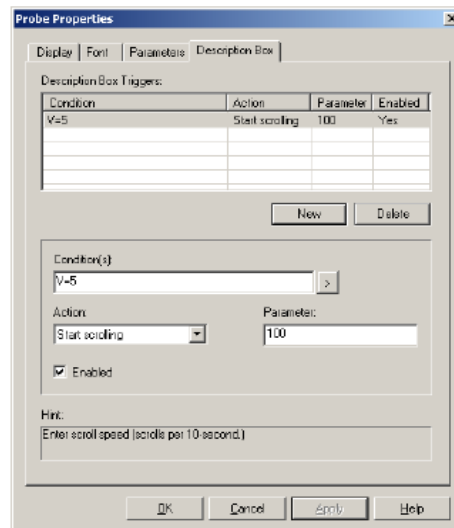 Probe Properties
Display Font Parameters Description Box
Description Box Triggers:
Condition Action Parameter Enabled
V=5 Start scrolling 100 Yes
New Delete
Condition(s):
V=5 >
Action: Parameter:
Start scrolling 100
Enabled
Hint:
Enter scroll speed (scrolls per 10-second.)
OK Cancel Apply Help